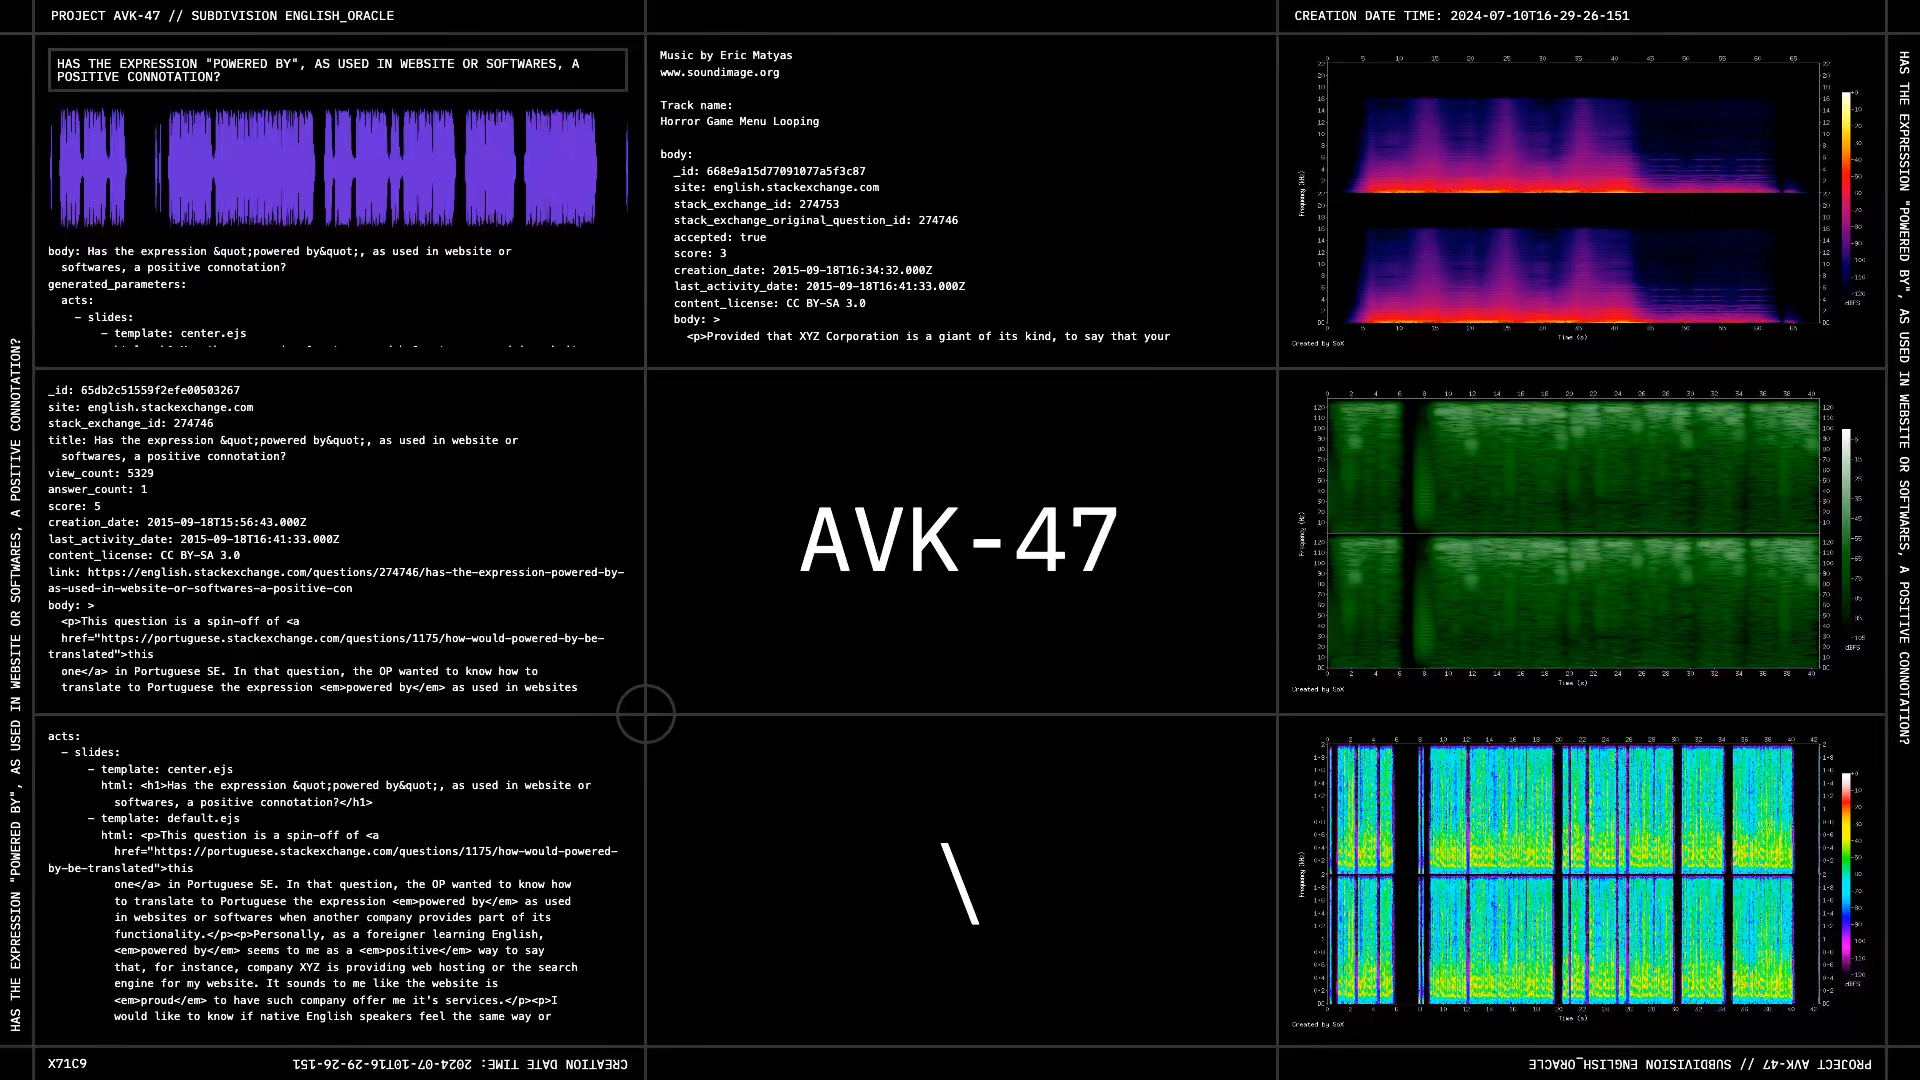 PROJECT AVK-47 // SUBDIVISION ENGLISH_ORACLE
CREATION DATE TIME: 2024-07-10T16-29-26-151
HAS THE EXPRESSION "POWERED BY", AS USED IN WEBSITE OR SOFTWARES, A
POSITIVE CONNOTATION?
body: Has the expression &quot;powered by&quot;, as used in website or
softwares, a positive connotation?
generated_parameters:
acts:
- slides:
- template: center.ejs
Music by Eric Matyas
www.soundimage.org
Track name:
Horror Game Menu Looping
body:
_id: 668e9a15d77091077a5f3c87
site: english.stackexchange.com
stack_exchange_id: 274753
stack_exchange_original_question_id: 274746
accepted: true
score: 3
creation_date: 2015-09-18T16:34:32.000Z
last_activity_date: 2015-09-18T16:41:33.000Z
content_license: CC BY-SA 3.0
body: >
<p>Provided that XYZ Corporation is a giant of its kind, to say that your
Frequency (kHz)
Time (s)
dBFS
Created by SoX
_id: 65db2c51559f2efe00503267
site: english.stackexchange.com
stack_exchange_id: 274746
title: Has the expression &quot;powered by&quot;, as used in website or
softwares, a positive connotation?
view_count: 5329
answer_count: 1
score: 5
creation_date: 2015-09-18T15:56:43.000Z
last_activity_date: 2015-09-18T16:41:33.000Z
content_license: CC BY-SA 3.0
link: https://english.stackexchange.com/questions/274746/has-the-expression-powered-by-
as-used-in-website-or-softwares-a-positive-con
body: >
<p>This question is a spin-off of <a
href="https://portuguese.stackexchange.com/questions/1175/how-would-powered-by-be-
translated">this
one</a> in Portuguese SE. In that question, the OP wanted to know how to
translate to Portuguese the expression <em>powered by</em> as used in websites
AVK-47
Frequency (Hz)
Time (s)
dBFS
Created by SoX
acts:
- slides:
- template: center.ejs
html: <h1>Has the expression &quot;powered by&quot;, as used in website or
softwares, a positive connotation?</h1>
- template: default.ejs
html: <p>This question is a spin-off of <a
href="https://portuguese.stackexchange.com/questions/1175/how-would-powered-
by-be-translated">this
one</a> in Portuguese SE. In that question, the OP wanted to know how
to translate to Portuguese the expression <em>powered by</em> as used
in websites or softwares when another company provides part of its
functionality.</p><p>Personally, as a foreigner learning English,
<em>powered by</em> seems to me as a <em>positive</em> way to say
that, for instance, company XYZ is providing web hosting or the search
engine for my website. It sounds to me like the website is
<em>proud</em> to have such company offer me it's services.</p><p>I
would like to know if native English speakers feel the same way or
\
Frequency (kHz)
Time (s)
dBFS
Created by SoX
HAS THE EXPRESSION "POWERED BY", AS USED IN WEBSITE OR SOFTWARES, A POSITIVE CONNOTATION?
HAS THE EXPRESSION "POWERED BY", AS USED IN WEBSITE OR SOFTWARES, A POSITIVE CONNOTATION?
X71J9
CREATION DATE TIME: 2024-07-10T16-29-26-151
PROJECT AVK-47 // SUBDIVISION ENGLISH_ORACLE